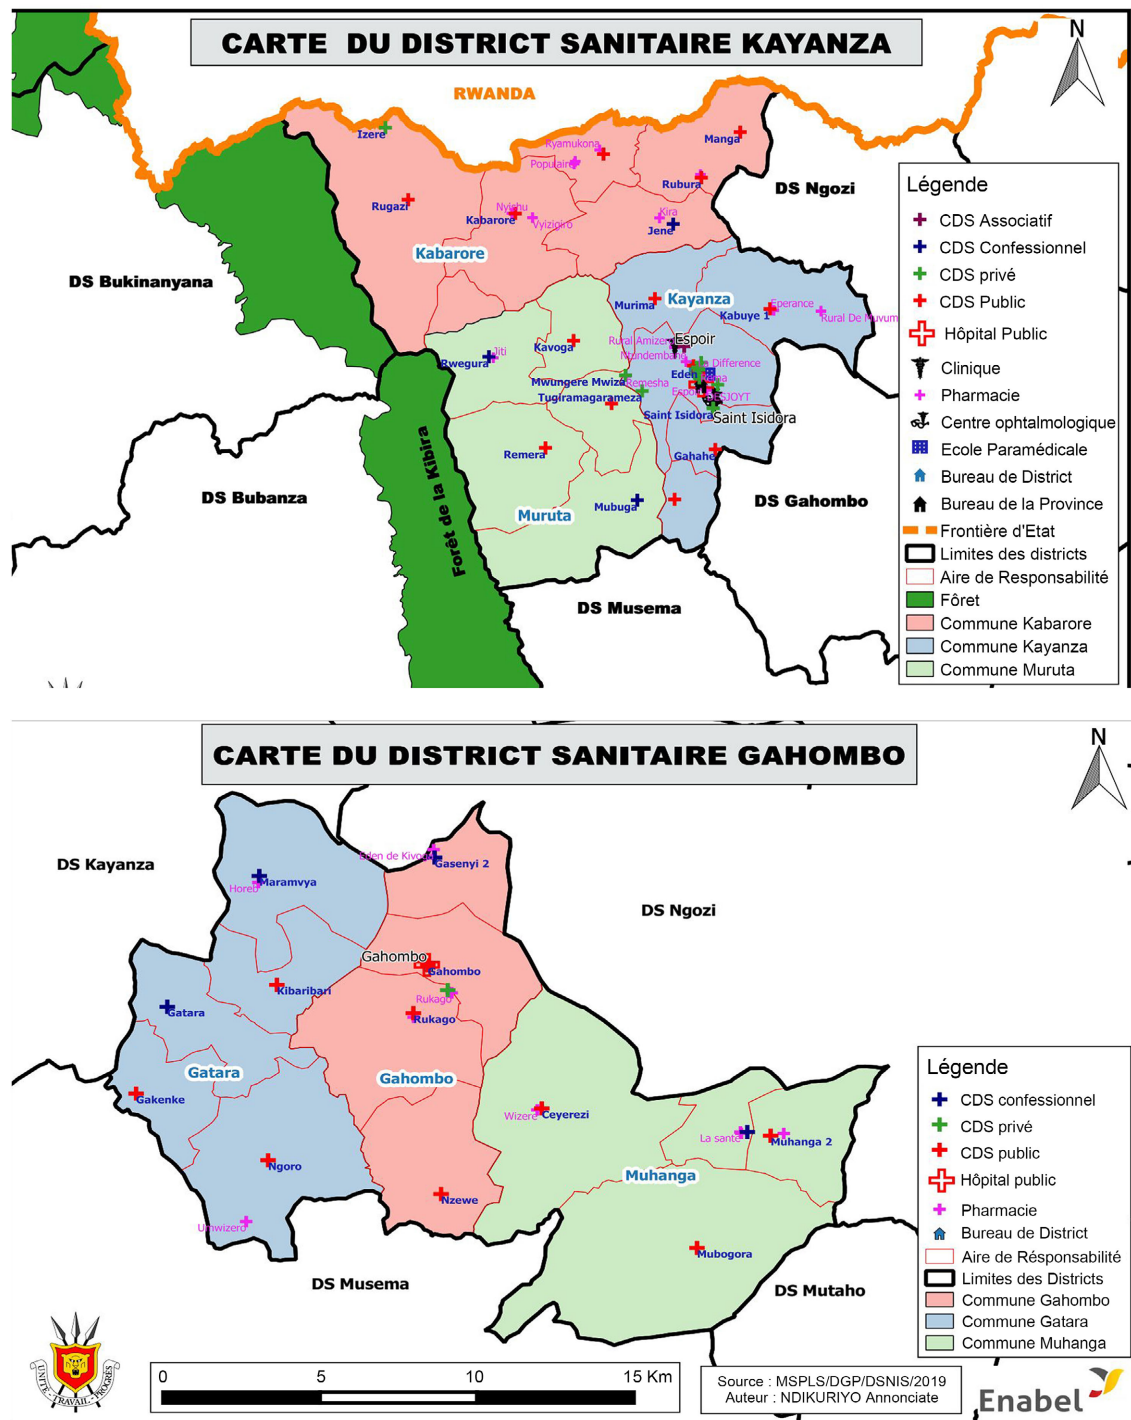 CARTE DU DISTRICT SANITAIRE KAYANZA
N
RWANDA
Izere
Ryamukona
Populaire
Manga
Rubura
DS Ngozi
Rugazi
Nyishu
Kabarore
Vyizigiro
Kira
Jene
Kabarore
DS Bukinanyana
Murima
Kayanza
Kabuye 1
Eperance
Rural De Muvum
Rwegura
Jiti
Kavoga
Espoir
Mwungere Mwiza
Remesha
Eden
Difference
Tugiramagarameza
Saint Isidora
Saint Isidora
Remera
Gahahe
Mubuga
Muruta
DS Bubanza
Forêt de la Kibira
DS Gahombo
DS Musema
Légende
CDS Associatif
CDS Confessionnel
CDS privé
CDS Public
Hôpital Public
Clinique
Pharmacie
Centre ophtalmologique
Ecole Paramédicale
Bureau de District
Bureau de la Province
Frontière d'Etat
Limites des districts
Aire de Responsabilité
Fôret
Commune Kabarore
Commune Kayanza
Commune Muruta
CARTE DU DISTRICT SANITAIRE GAHOMBO
N
DS Kayanza
Eden de Kivoga
Gasenyi 2
Maramvya
Horeb
DS Ngozi
Gahombo
Gahombo
Kibaribari
Rukago
Rukago
Gatara
Gatara
Gahombo
Gakenke
Wizere
Ceyerezi
La santé
Muhanga 2
Ngoro
Muhanga
Nzewe
Umwizero
Mubogora
DS Musema
DS Mutaho
Légende
CDS confessionnel
CDS privé
CDS public
Hôpital public
Pharmacie
Bureau de District
Aire de Résponsabilité
Limites des Districts
Commune Gahombo
Commune Gatara
Commune Muhanga
UNITE - TRAVAIL - PROGRES
0 5 10 15 Km
Source : MSPLS/DGP/DSNIS/2019
Auteur : NDIKURIYO Annonciate
Enabel